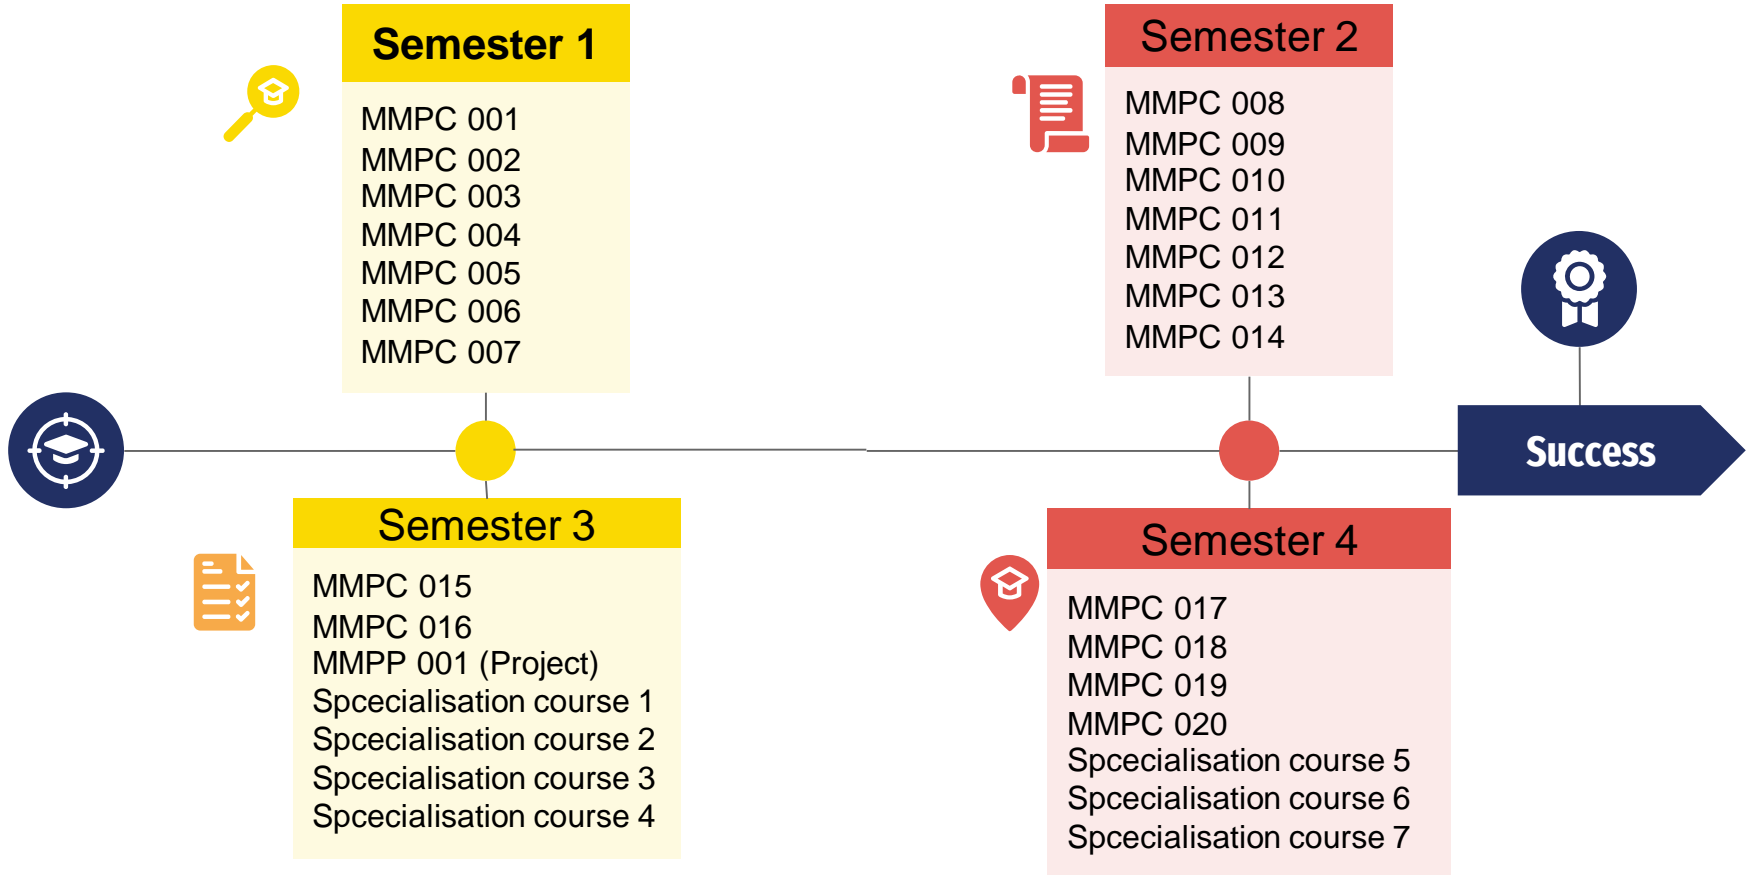 Semester 1
MMPC 001
MMPC 002
MMPC 003
MMPC 004
MMPC 005
MMPC 006
MMPC 007
Semester 2
MMPC 008
MMPC 009
MMPC 010
MMPC 011
MMPC 012
MMPC 013
MMPC 014
Success
Semester 3
MMPC 015
MMPC 016
MMPP 001 (Project)
Spcecialisation course 1
Spcecialisation course 2
Spcecialisation course 3
Spcecialisation course 4
Semester 4
MMPC 017
MMPC 018
MMPC 019
MMPC 020
Spcecialisation course 5
Spcecialisation course 6
Spcecialisation course 7